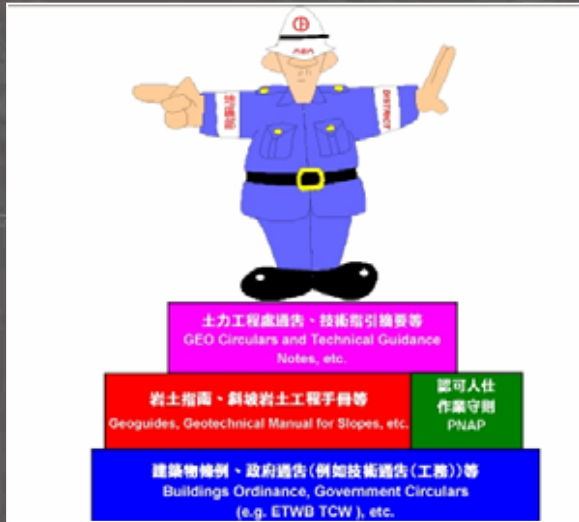 DISTRICT
土力工程處通告、技術指引摘要等
GEO Circulars and Technical Guidance
Notes, etc.
岩土指南、斜坡岩土工程手冊等
Geoguides, Geotechnical Manual for Slopes, etc.
認可人仕
作業守則
PNAP
建築物條例、政府通告(例如技術通告(工務))等
Buildings Ordinance, Government Circulars
(e.g. ETWB TCW ), etc.